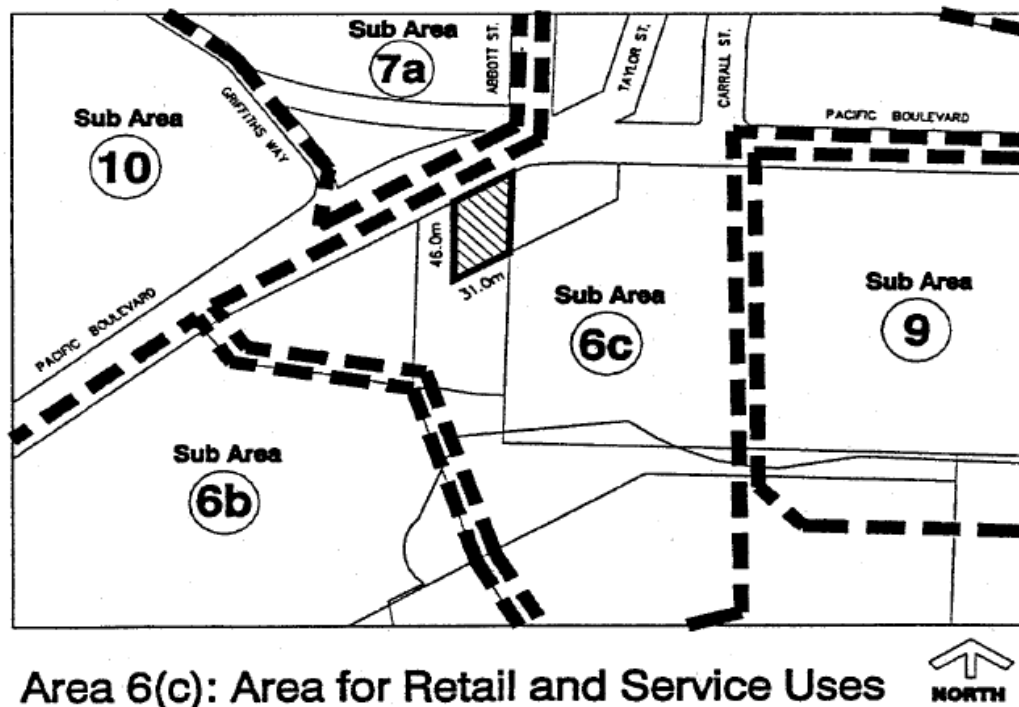 Sub Area
7a
ABBOTT ST.
TAYLOR ST.
CARRALL ST.
PACIFIC BOULEVARD
GRIFFITHS WAY
Sub Area
10
46.0m
31.0m
Sub Area
6c
Sub Area
9
PACIFIC BOULEVARD
Sub Area
6b
Area 6(c): Area for Retail and Service Uses
NORTH